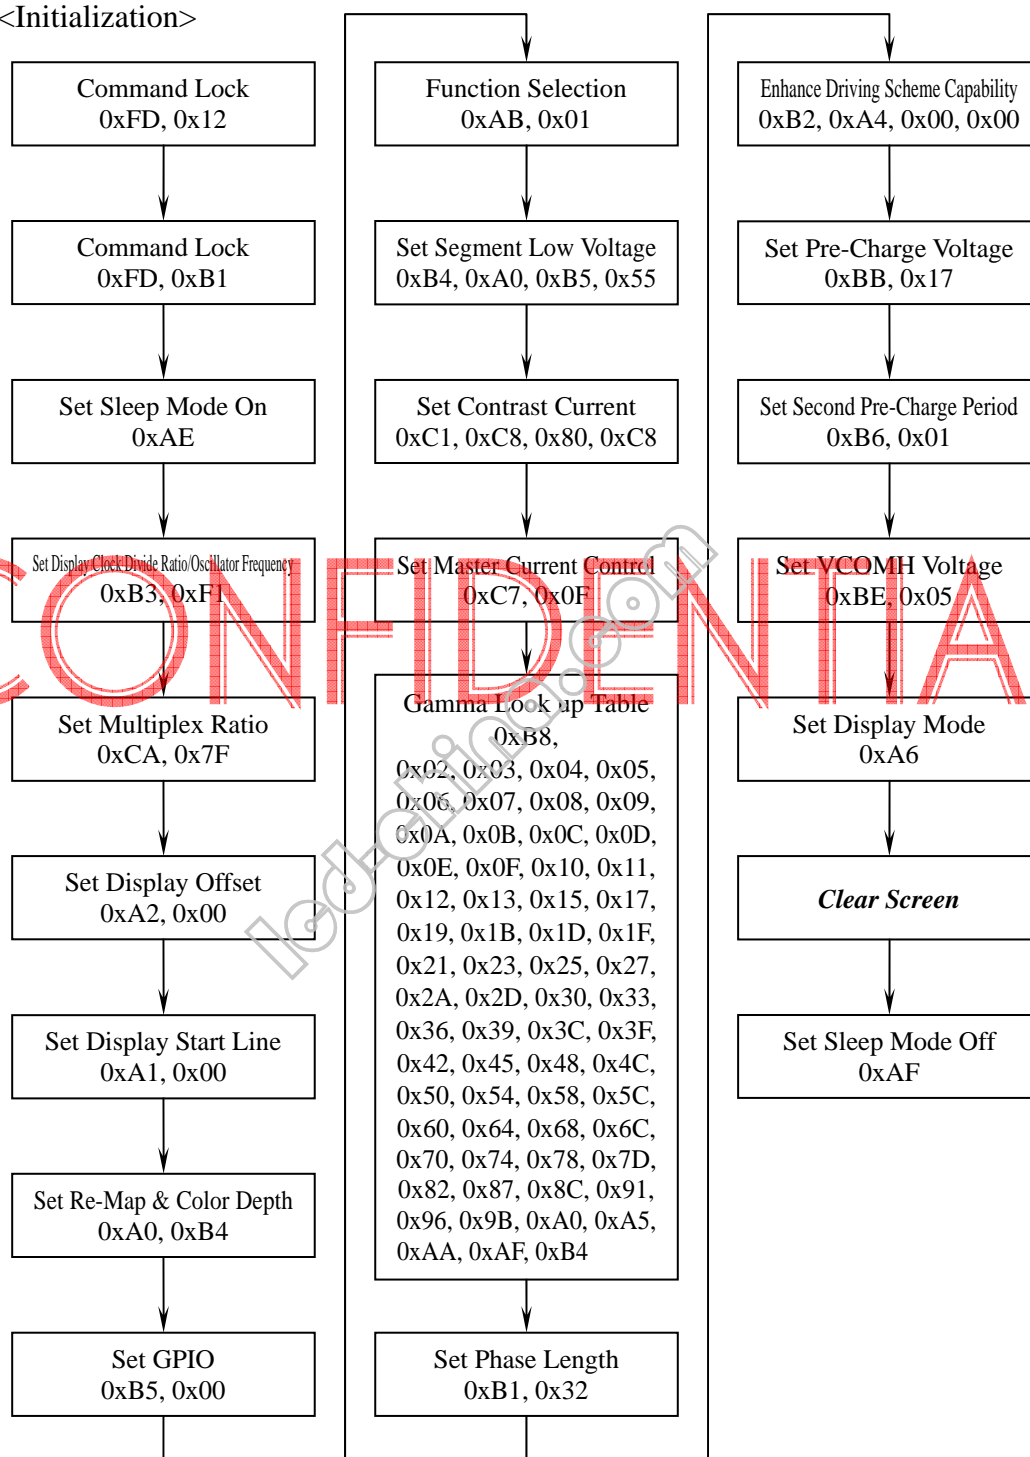 <Initialization>
Command Lock
0xFD, 0x12
Command Lock
0xFD, 0xB1
Set Sleep Mode On
0xAE
Set Display Clock Divide Ratio/Oscillator Frequency
0xB3, 0xF1
Set Multiplex Ratio
0xCA, 0x7F
Set Display Offset
0xA2, 0x00
Set Display Start Line
0xA1, 0x00
Set Re-Map & Color Depth
0xA0, 0xB4
Set GPIO
0xB5, 0x00
Function Selection
0xAB, 0x01
Set Segment Low Voltage
0xB4, 0xA0, 0xB5, 0x55
Set Contrast Current
0xC1, 0xC8, 0x80, 0xC8
Set Master Current Control
0xC7, 0x0F
Gamma Look up Table
0xB8,
0x02, 0x03, 0x04, 0x05,
0x06, 0x07, 0x08, 0x09,
0x0A, 0x0B, 0x0C, 0x0D,
0x0E, 0x0F, 0x10, 0x11,
0x12, 0x13, 0x15, 0x17,
0x19, 0x1B, 0x1D, 0x1F,
0x21, 0x23, 0x25, 0x27,
0x2A, 0x2D, 0x30, 0x33,
0x36, 0x39, 0x3C, 0x3F,
0x42, 0x45, 0x48, 0x4C,
0x50, 0x54, 0x58, 0x5C,
0x60, 0x64, 0x68, 0x6C,
0x70, 0x74, 0x78, 0x7D,
0x82, 0x87, 0x8C, 0x91,
0x96, 0x9B, 0xA0, 0xA5,
0xAA, 0xAF, 0xB4
Set Phase Length
0xB1, 0x32
Enhance Driving Scheme Capability
0xB2, 0xA4, 0x00, 0x00
Set Pre-Charge Voltage
0xBB, 0x17
Set Second Pre-Charge Period
0xB6, 0x01
Set VCOMH Voltage
0xBE, 0x05
Set Display Mode
0xA6
Clear Screen
Set Sleep Mode Off
0xAF
CONFIDENTIA
lcd-china.com